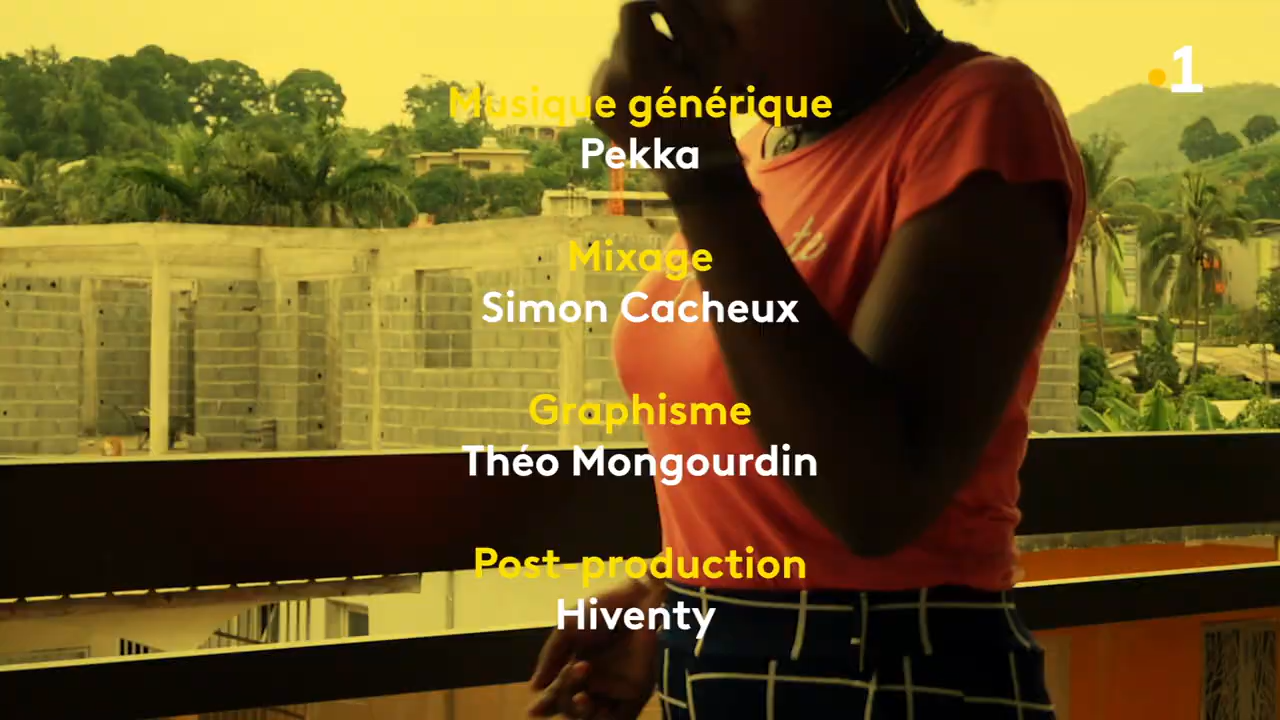 1
Musique générique
Pekka
Mixage
Simon Cacheux
Graphisme
Théo Mongourdin
Post-production
Hiventy